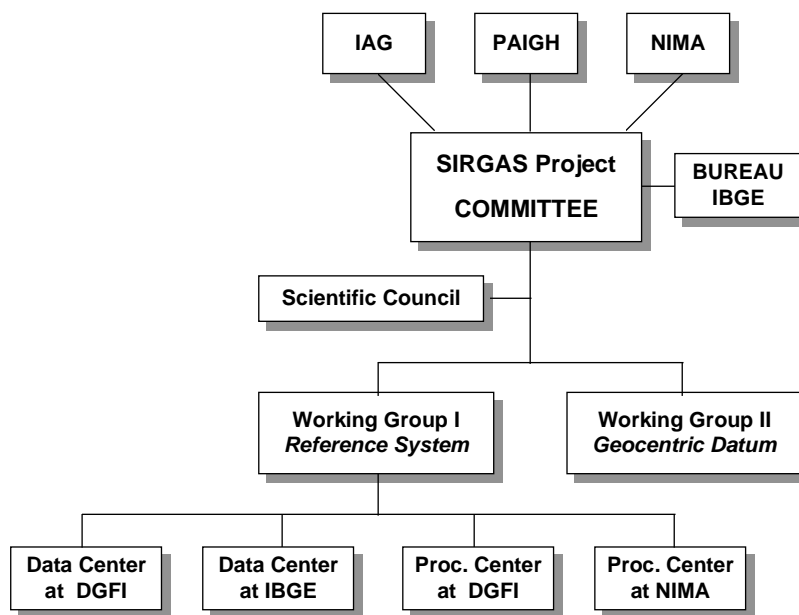 IAG
PAIGH
NIMA
SIRGAS Project
COMMITTEE
BUREAU
IBGE
Scientific Council
Working Group I
Reference System
Working Group II
Geocentric Datum
Data Center
at DGFI
Data Center
at IBGE
Proc. Center
at DGFI
Proc. Center
at NIMA